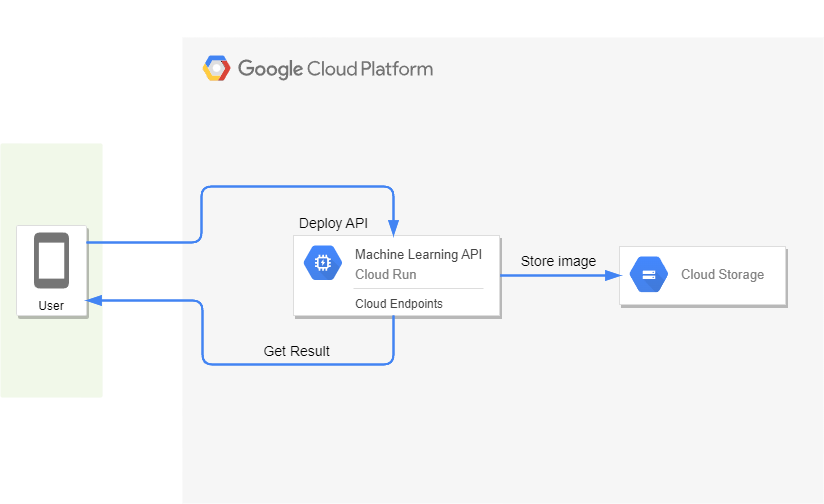 Google Cloud Platform
Deploy API
Machine Learning API
Cloud Run
Cloud Endpoints
Store image
Cloud Storage
User
Get Result